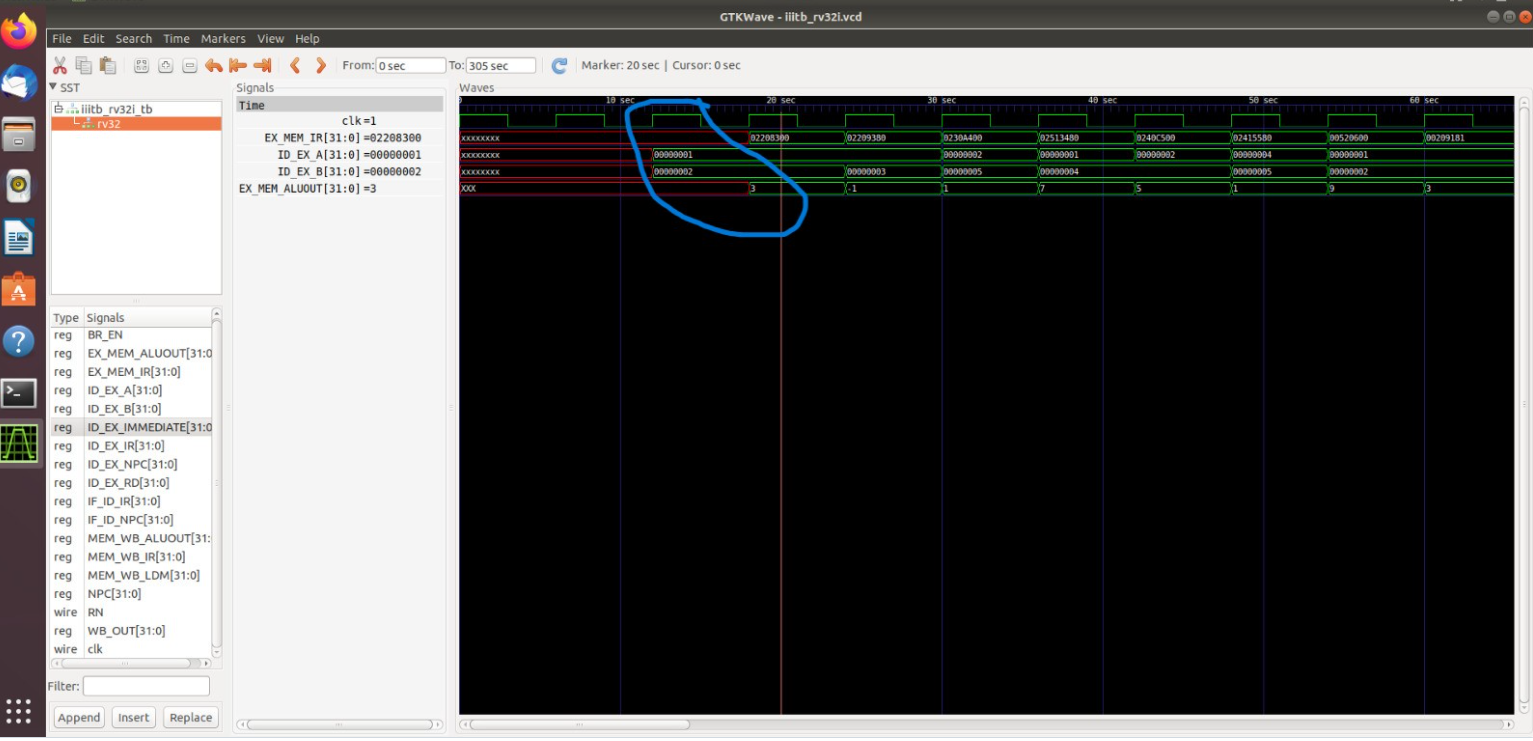 GTKWave - iiitb_rv32i.vcd
File Edit Search Time Markers View Help
From: 0 sec To: 305 sec Marker: 20 sec | Cursor: 0 sec
SST
iiitb_rv32i_tb
rv32
Type Signals
reg BR_EN
reg EX_MEM_ALUOUT[31:0
reg EX_MEM_IR[31:0]
reg ID_EX_A[31:0]
reg ID_EX_B[31:0]
reg ID_EX_IMMEDIATE[31:0
reg ID_EX_IR[31:0]
reg ID_EX_NPC[31:0]
reg ID_EX_RD[31:0]
reg IF_ID_IR[31:0]
reg IF_ID_NPC[31:0]
reg MEM_WB_ALUOUT[31:
reg MEM_WB_IR[31:0]
reg MEM_WB_LDM[31:0]
reg NPC[31:0]
wire RN
reg WB_OUT[31:0]
wire clk
Filter:
Append Insert Replace
Signals
Time
clk=1
EX_MEM_IR[31:0]=02208300
ID_EX_A[31:0]=00000001
ID_EX_B[31:0]=00000002
EX_MEM_ALUOUT[31:0]=3
Waves
10 sec 20 sec 30 sec 40 sec 50 sec 60 sec
xxxxxxxx 02208300 02209380 0230A400 02513480 0240C500 02415580 00520600 00209181
xxxxxxxx 00000001 00000002 00000001 00000002 00000004 00000001
xxxxxxxx 00000002 00000003 00000005 00000004 00000005 00000002
XXX 3 -1 1 7 5 1 9 3